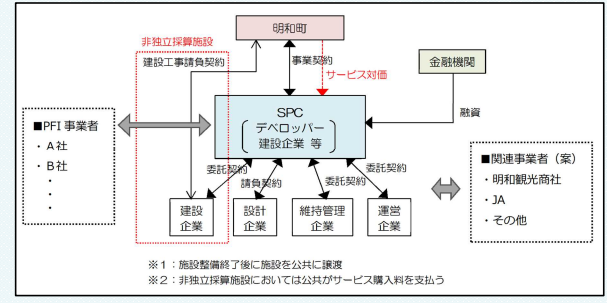 明和町
非独立採算施設
建設工事請負契約
事業契約
サービス対価
金融機関
融資
■PFI 事業者
・A社
・B社
・
・
・
SPC
デベロッパー
建設企業 等
委託契約
請負契約
委託契約
委託契約
建設
企業
設計
企業
維持管理
企業
運営
企業
■関連事業者（案）
・明和観光商社
・JA
・その他
※１：施設整備終了後に施設を公共に譲渡
※２：非独立採算施設においては公共がサービス購入料を支払う